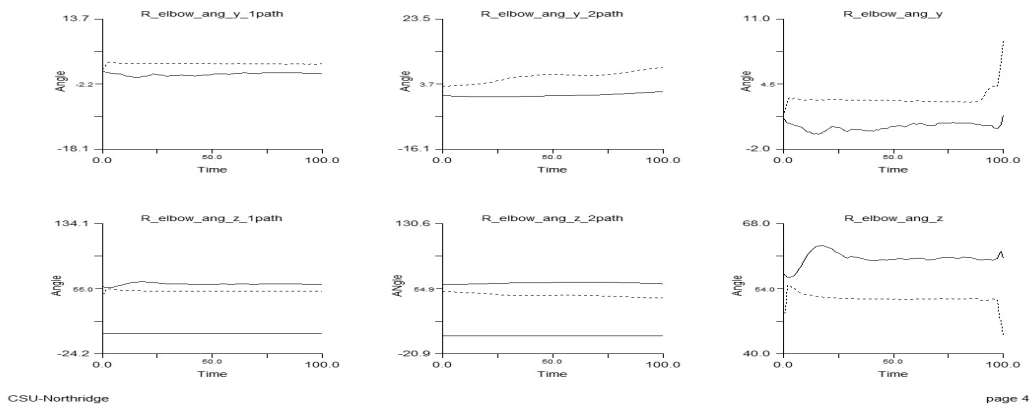 R_elbow_ang_y_1path
13.7
Angle
-2.2
-18.1
0.0
50.0
100.0
Time
R_elbow_ang_y_2path
23.5
Angle
3.7
-16.1
0.0
50.0
100.0
Time
R_elbow_ang_y
11.0
Angle
4.5
-2.0
0.0
50.0
100.0
Time
R_elbow_ang_z_1path
134.1
Angle
55.0
-24.2
0.0
50.0
100.0
Time
R_elbow_ang_z_2path
130.6
ANgle
54.9
-20.9
0.0
50.0
100.0
Time
R_elbow_ang_z
68.0
Angle
54.0
40.0
0.0
50.0
100.0
Time
CSU-Northridge
page 4